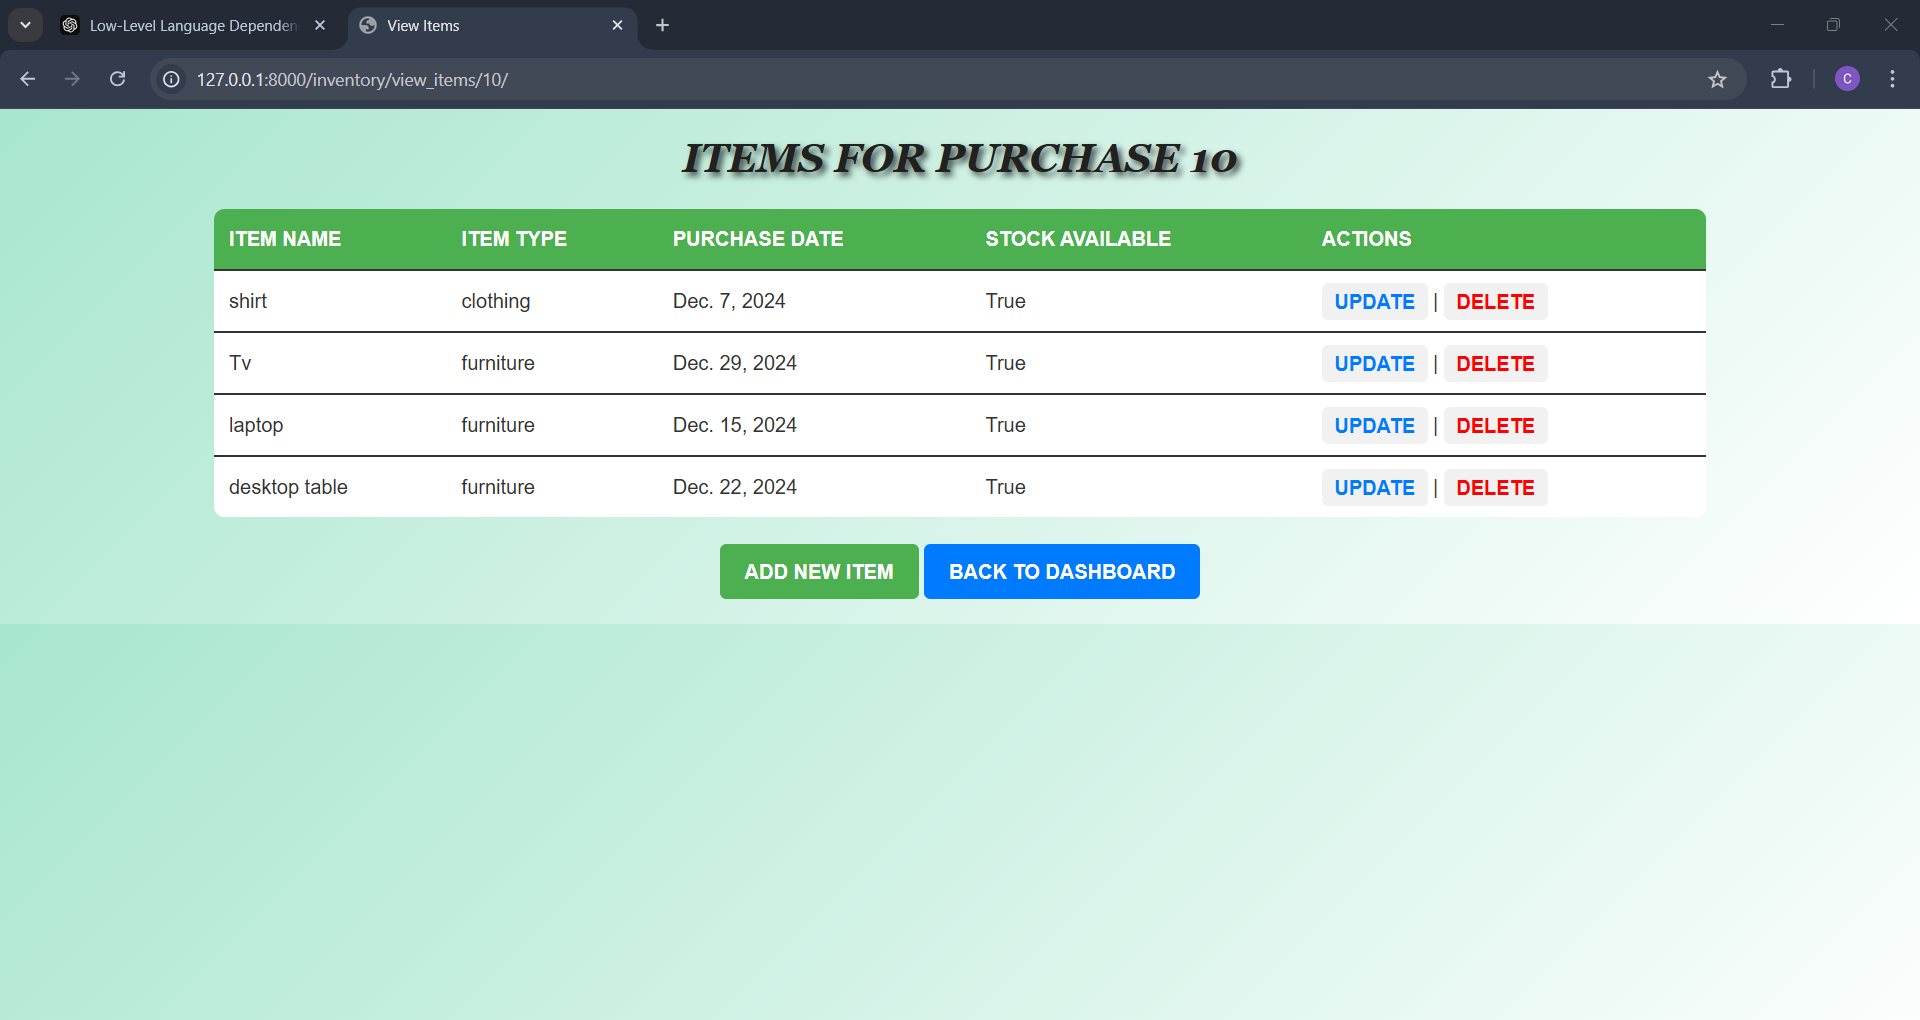 Low-Level Language Dependen
View Items
127.0.0.1:8000/inventory/view_items/10/
C
ITEMS FOR PURCHASE 10
ITEM NAME ITEM TYPE PURCHASE DATE STOCK AVAILABLE ACTIONS
shirt clothing Dec. 7, 2024 True UPDATE | DELETE
Tv furniture Dec. 29, 2024 True UPDATE | DELETE
laptop furniture Dec. 15, 2024 True UPDATE | DELETE
desktop table furniture Dec. 22, 2024 True UPDATE | DELETE
ADD NEW ITEM BACK TO DASHBOARD